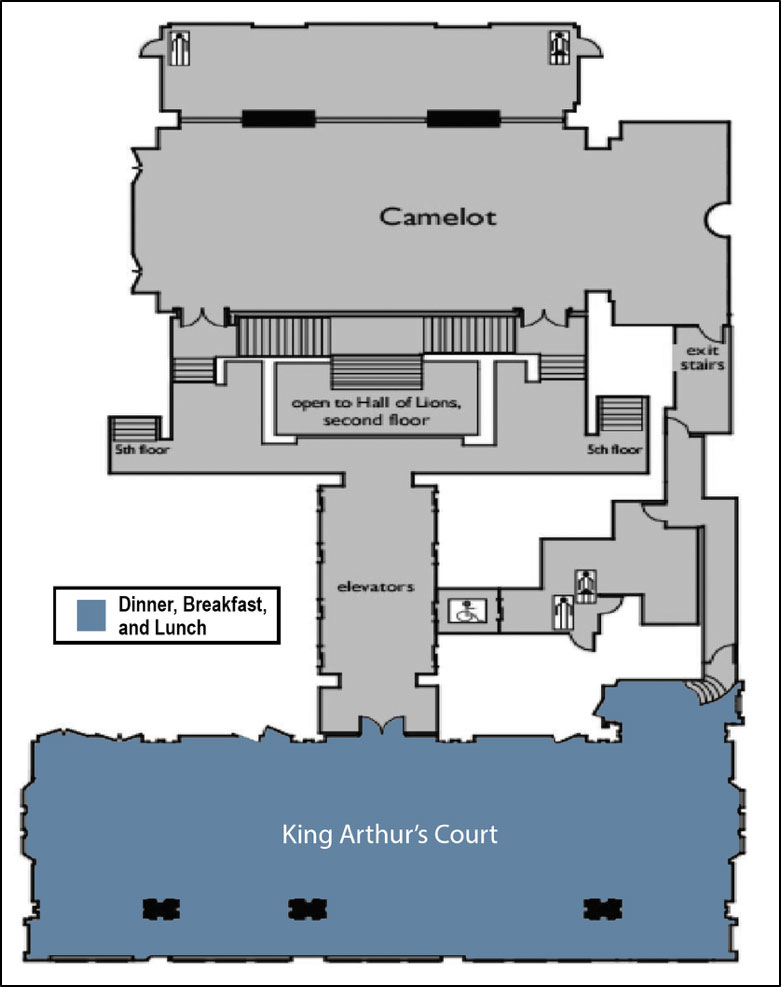 Camelot
exit
stairs
open to Hall of Lions,
second floor
5th floor
5th floor
elevators
Dinner, Breakfast,
and Lunch
King Arthur's Court